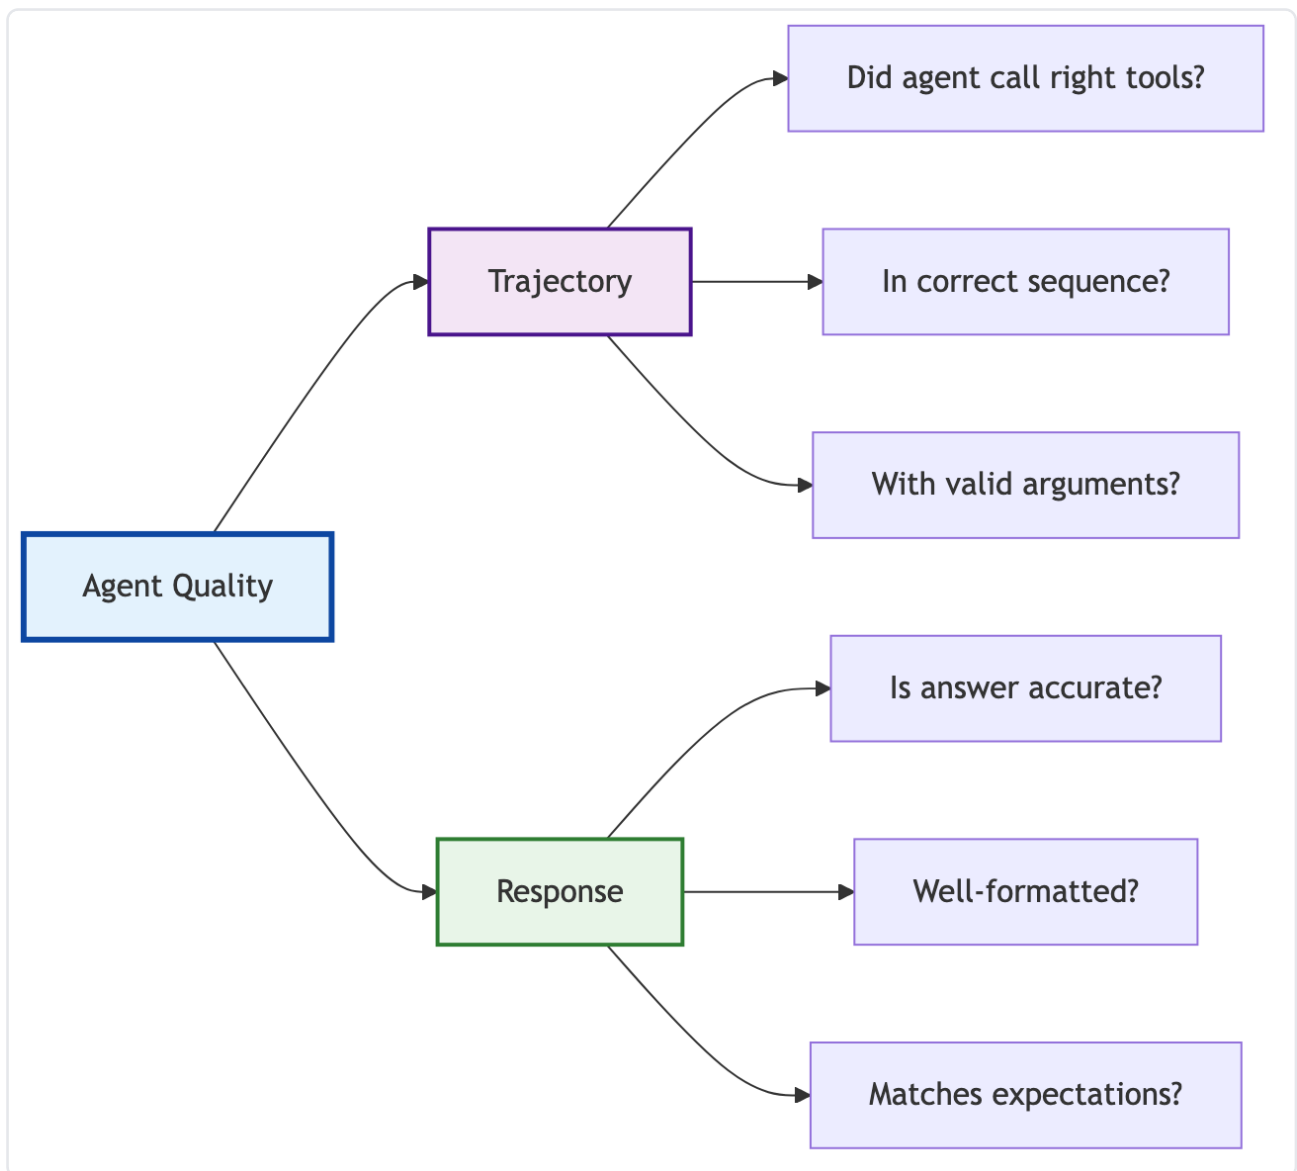 Agent Quality
Trajectory
Did agent call right tools?
In correct sequence?
With valid arguments?
Response
Is answer accurate?
Well-formatted?
Matches expectations?